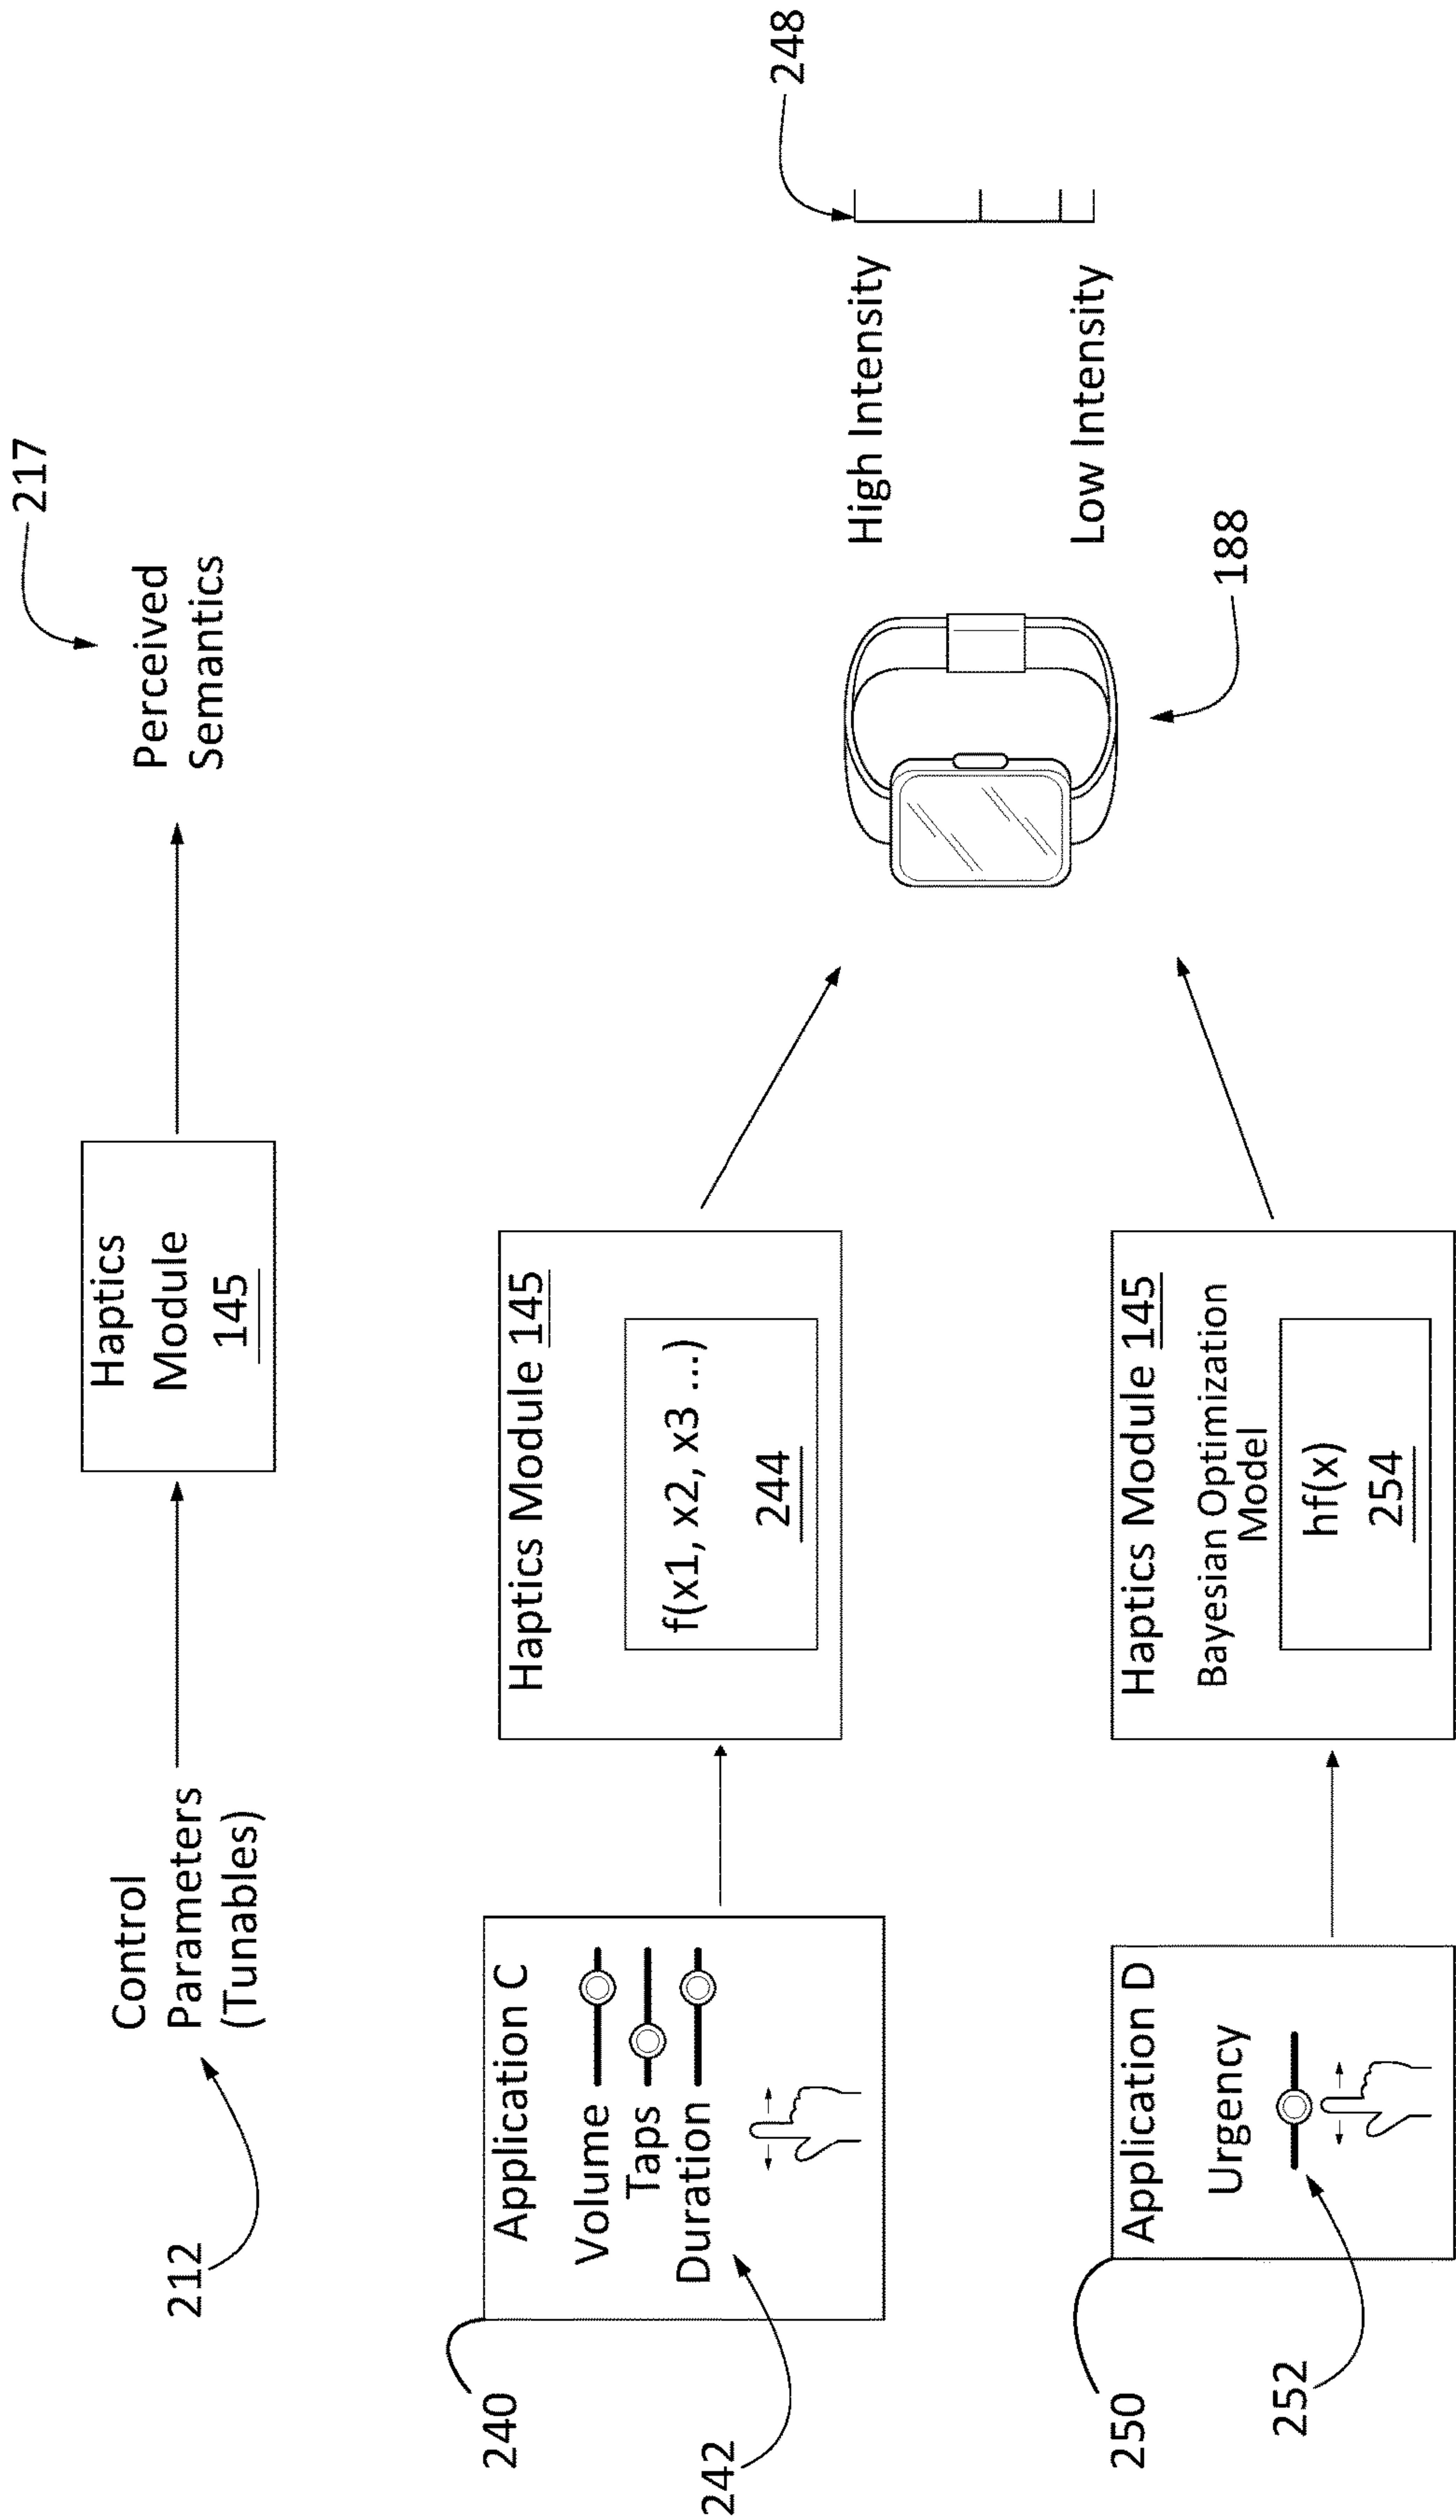 217
212
Control
Parameters
(Tunables)
Haptics
Module
145
Perceived
Semantics
240
Application C
Volume
Taps
Duration
242
Haptics Module 145
f(x1, x2, x3 ...)
244
248
High Intensity
Low Intensity
188
250
Application D
Urgency
252
Haptics Module 145
Bayesian Optimization
Model
hf(x)
254